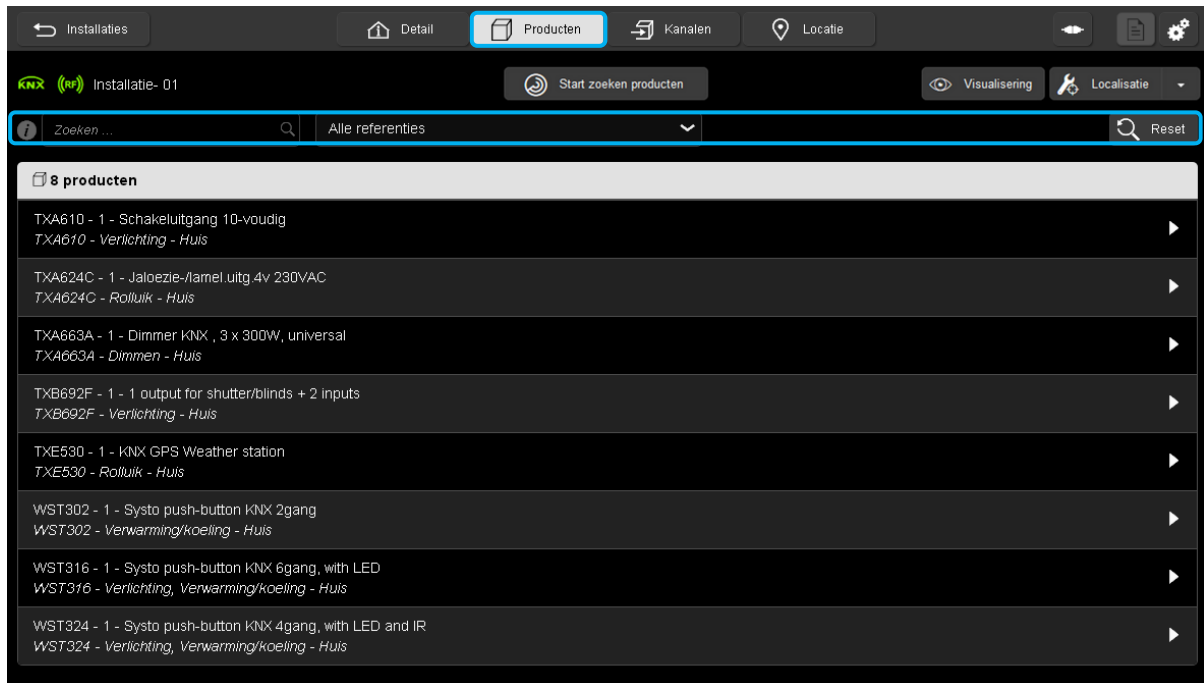 Installaties
Detail
Producten
Kanalen
Locatie
KNX ((RF)) Installatie- 01
Start zoeken producten
Visualisering
Localisatie
Zoeken ...
Alle referenties
Reset
8 producten
TXA610 - 1 - Schakeluitgang 10-voudig
TXA610 - Verlichting - Huis
TXA624C - 1 - Jaloezie-/lamel.uitg.4v 230VAC
TXA624C - Rolluik - Huis
TXA663A - 1 - Dimmer KNX , 3 x 300W, universal
TXA663A - Dimmen - Huis
TXB692F - 1 - 1 output for shutter/blinds + 2 inputs
TXB692F - Verlichting - Huis
TXE530 - 1 - KNX GPS Weather station
TXE530 - Rolluik - Huis
WST302 - 1 - Systo push-button KNX 2gang
WST302 - Verwarming/koeling - Huis
WST316 - 1 - Systo push-button KNX 6gang, with LED
WST316 - Verlichting, Verwarming/koeling - Huis
WST324 - 1 - Systo push-button KNX 4gang, with LED and IR
WST324 - Verlichting, Verwarming/koeling - Huis